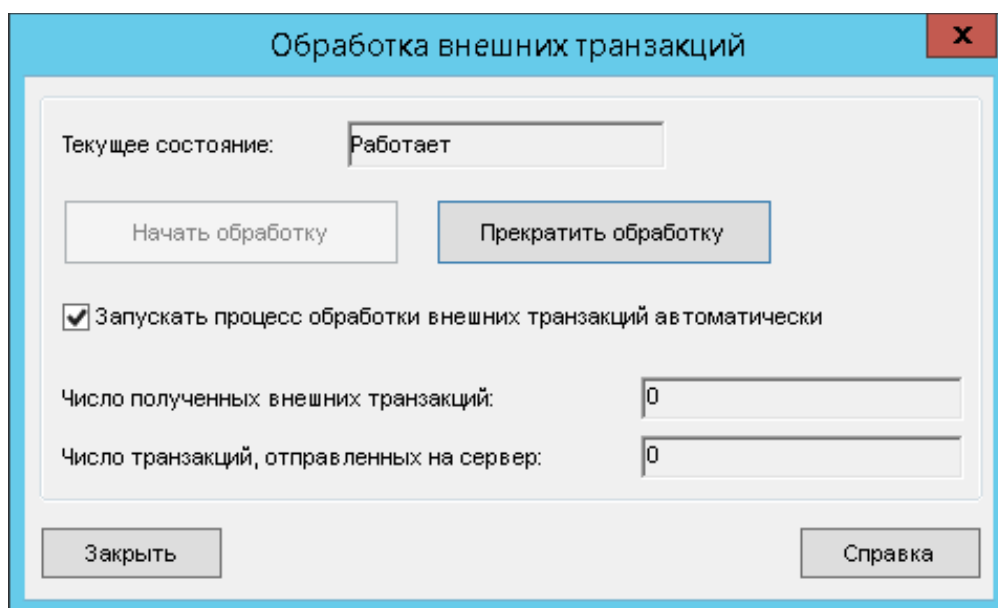 Обработка внешних транзакций
x
Текущее состояние: Работает
Начать обработку Прекратить обработку
Запускать процесс обработки внешних транзакций автоматически
Число полученных внешних транзакций: 0
Число транзакций, отправленных на сервер: 0
Закрыть Справка